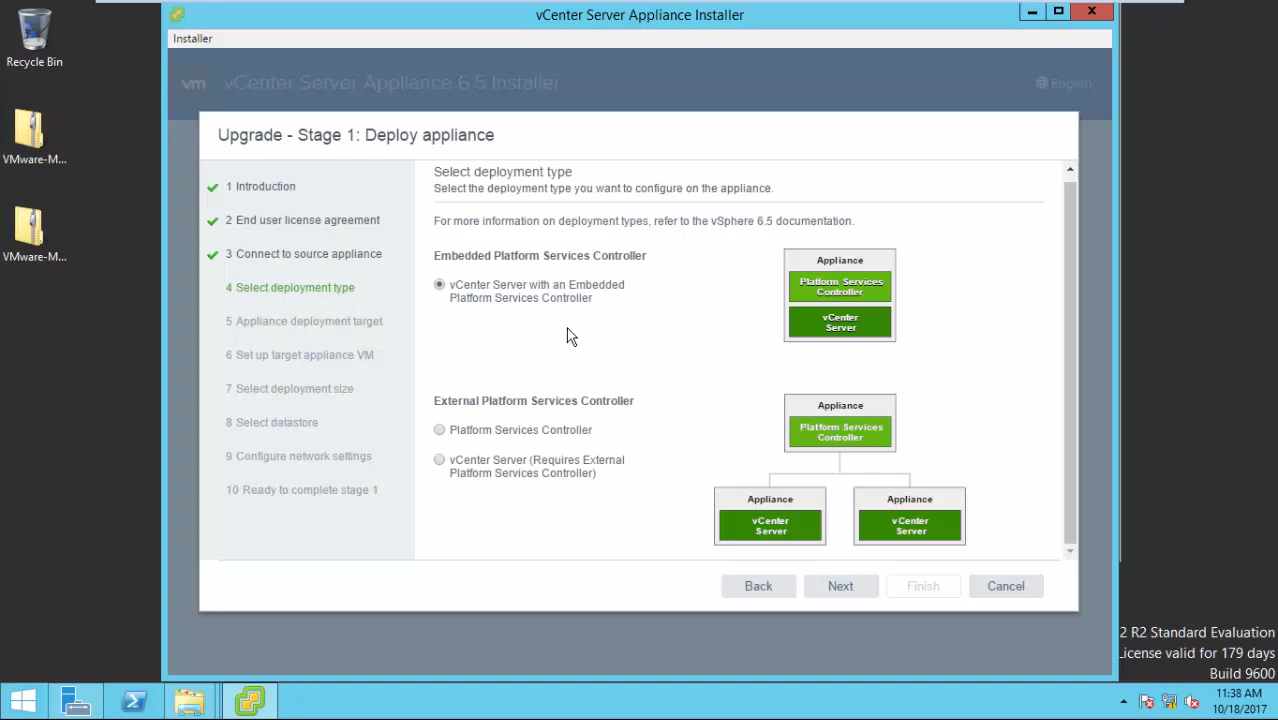 vCenter Server Appliance Installer
Recycle Bin
Installer
vm vCenter Server Appliance 6.5 Installer
English
VMware-M...
VMware-M...
Upgrade - Stage 1: Deploy appliance
1 Introduction
2 End user license agreement
3 Connect to source appliance
4 Select deployment type
5 Appliance deployment target
6 Set up target appliance VM
7 Select deployment size
8 Select datastore
9 Configure network settings
10 Ready to complete stage 1
Select deployment type
Select the deployment type you want to configure on the appliance.
For more information on deployment types, refer to the vSphere 6.5 documentation.
Embedded Platform Services Controller
vCenter Server with an Embedded
Platform Services Controller
Appliance
Platform Services
Controller
vCenter
Server
External Platform Services Controller
Platform Services Controller
vCenter Server (Requires External
Platform Services Controller)
Appliance
Platform Services
Controller
Appliance
vCenter
Server
Appliance
vCenter
Server
Back
Next
Finish
Cancel
2 R2 Standard Evaluation
License valid for 179 days
Build 9600
11:38 AM
10/18/2017